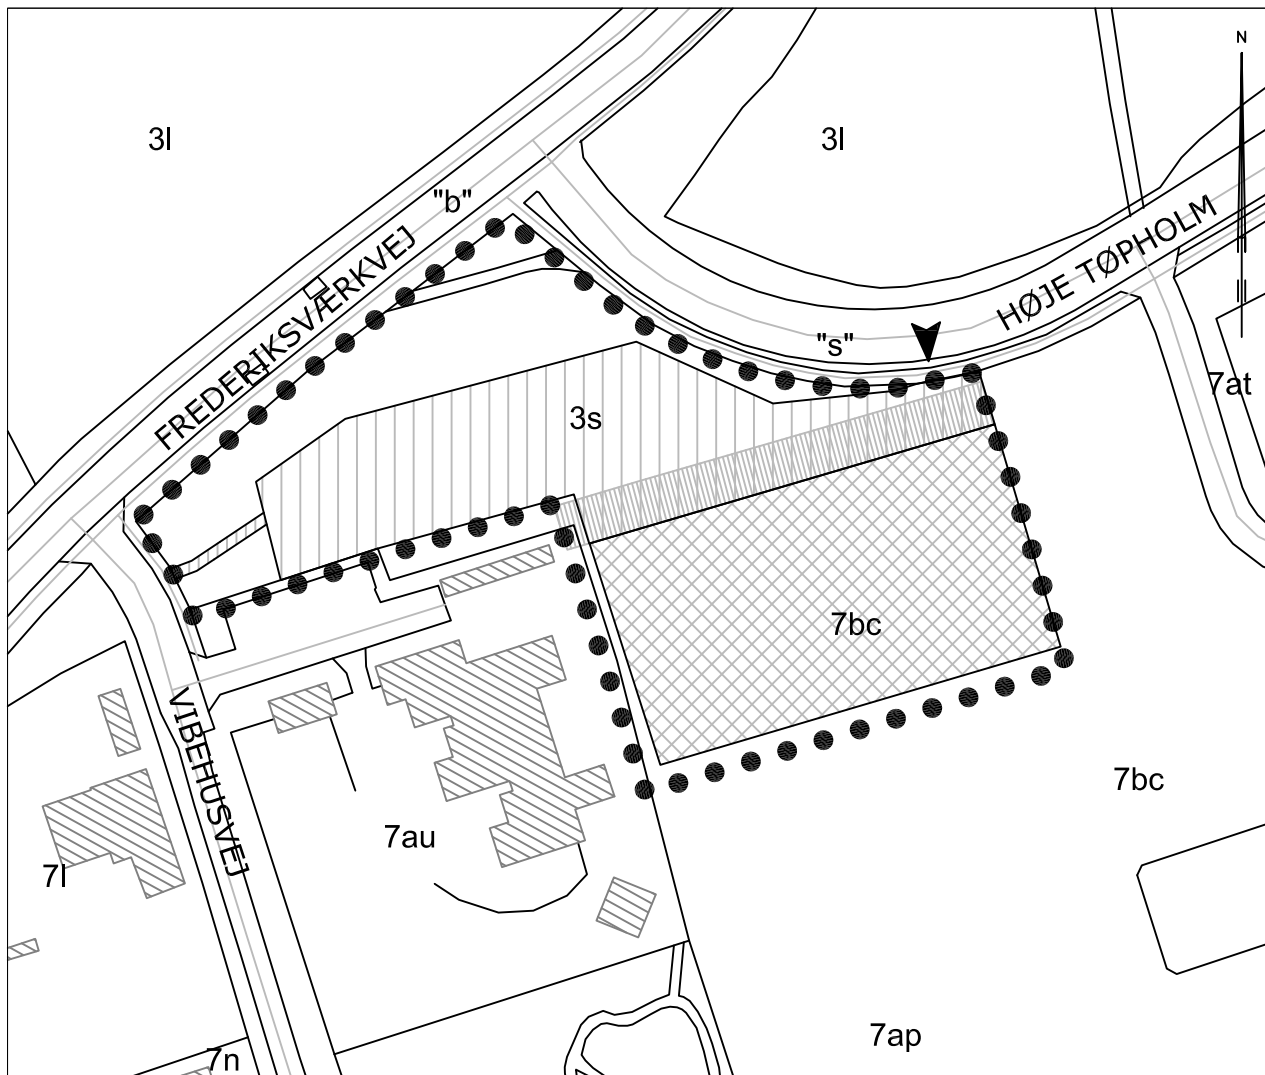 N
3l
3l
"b"
FREDERIKSVÆRKVEJ
HØJE TØPHOLM
"s"
7at
3s
7bc
VIBEHUSVEJ
7bc
7au
7l
7ap
7n